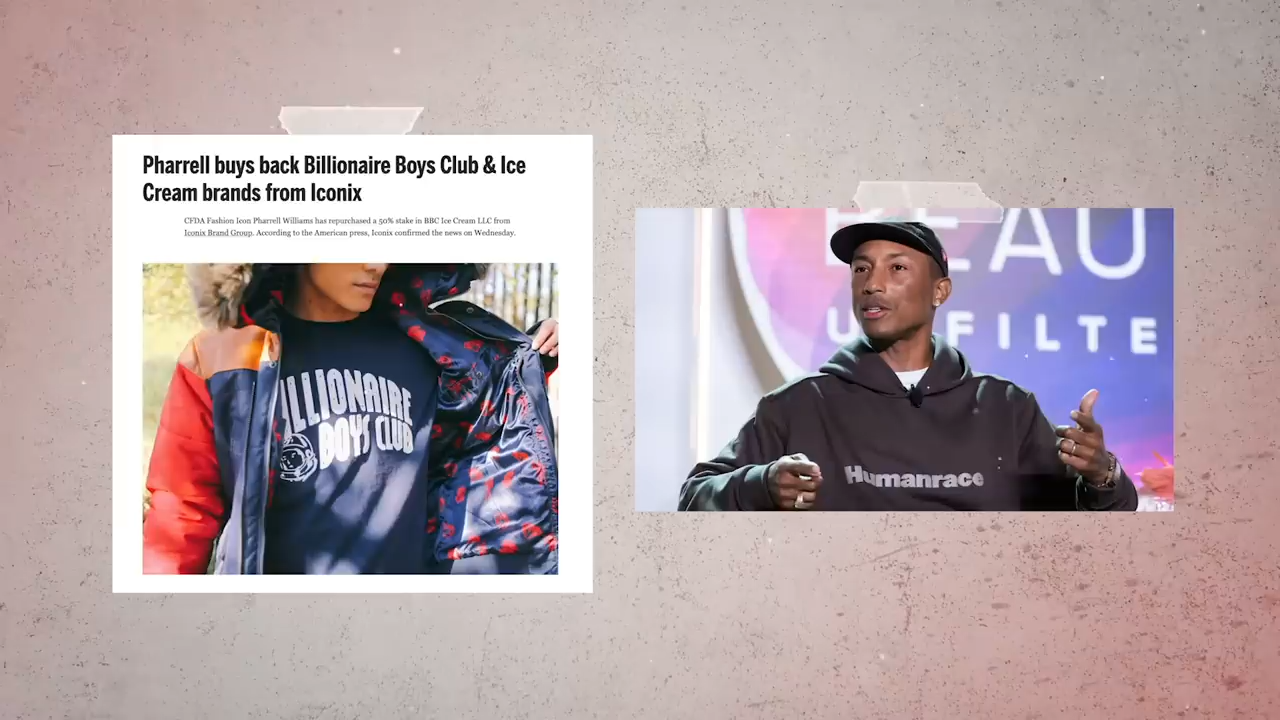 Pharrell buys back Billionaire Boys Club & Ice
Cream brands from Iconix
CFDA Fashion Icon Pharrell Williams has repurchased a 50% stake in BBC Ice Cream LLC from
Iconix Brand Group. According to the American press, Iconix confirmed the news on Wednesday.
ILLIONAIRE
BOYS CLUB
EAU
FILTE
Humanrace